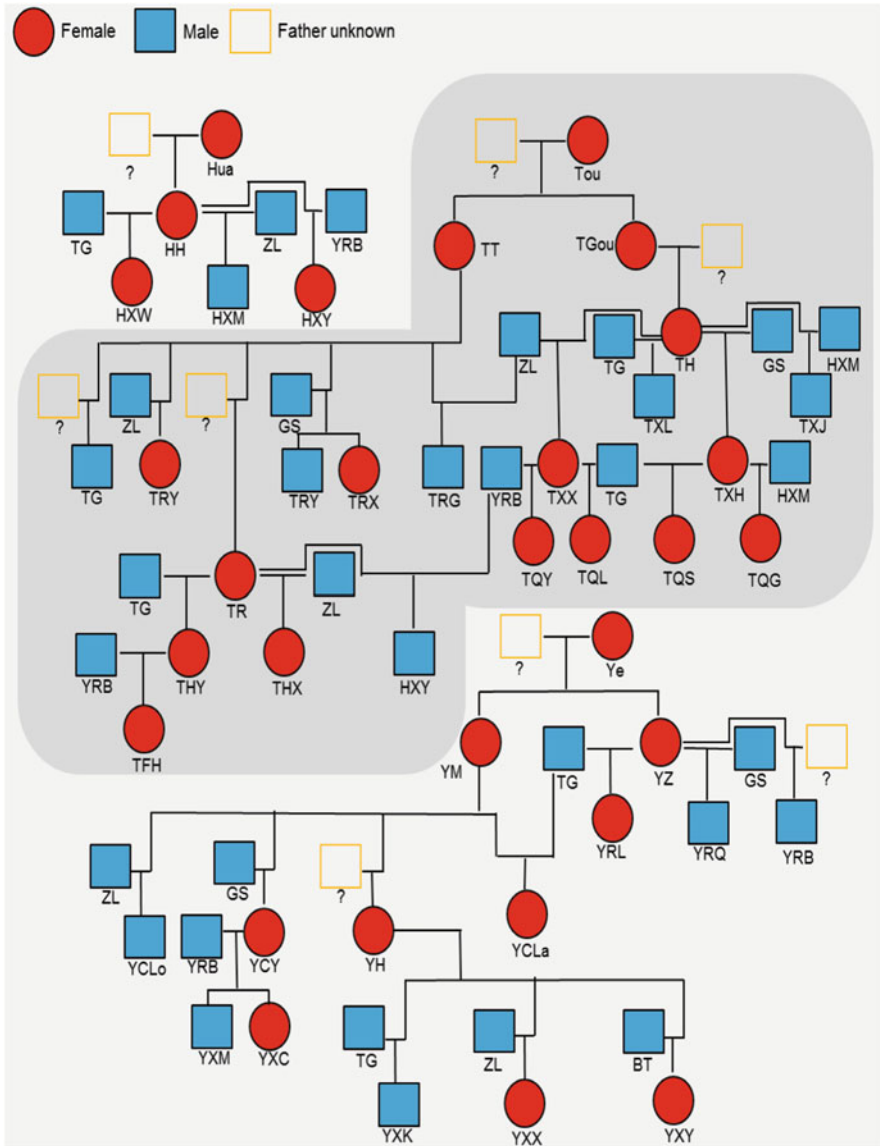 Female Male Father unknown
? Hua
? Tou
TG HH ZL YRB
TT TGou ?
HXW HXM HXY
ZL TG TH GS HXM
TXL TXJ
? ZL ? GS
TG TRY TRY TRX TRG YRB TXX TG TXH HXM
TQY TQL TQS TQG
TG TR ZL
YRB THY THX HXY
? Ye
TFH
YM TG YZ GS ?
YRL YRQ YRB
ZL GS ?
YCLo YRB YCY YH YCLa
YXM YXC TG ZL BT
YXK YXX YXY